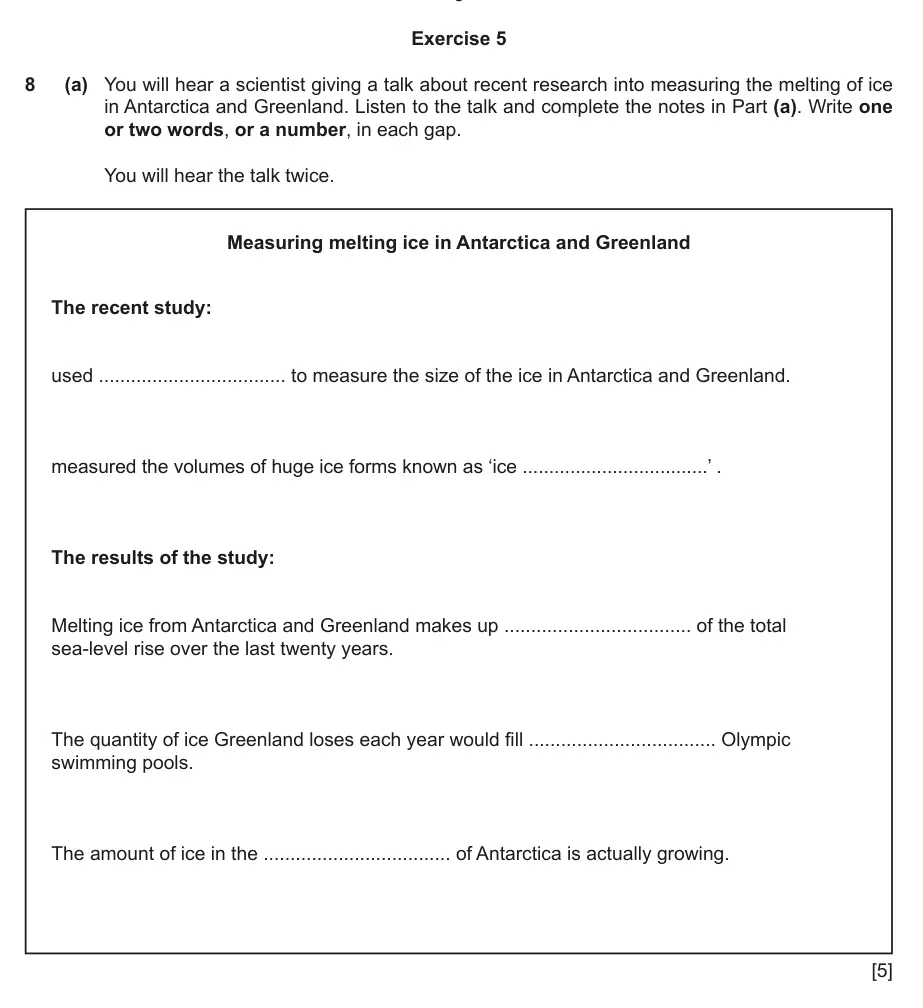 Exercise 5
8 (a) You will hear a scientist giving a talk about recent research into measuring the melting of ice
in Antarctica and Greenland. Listen to the talk and complete the notes in Part (a). Write one
or two words, or a number, in each gap.
You will hear the talk twice.
Measuring melting ice in Antarctica and Greenland
The recent study:
used ................................... to measure the size of the ice in Antarctica and Greenland.
measured the volumes of huge ice forms known as ‘ice ...................................’ .
The results of the study:
Melting ice from Antarctica and Greenland makes up ................................... of the total
sea-level rise over the last twenty years.
The quantity of ice Greenland loses each year would fill ................................... Olympic
swimming pools.
The amount of ice in the ................................... of Antarctica is actually growing.
[5]